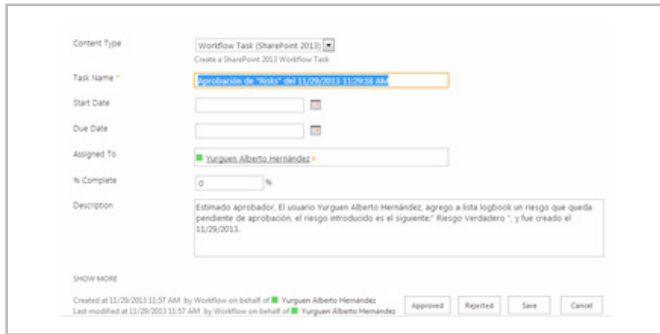 Content Type
Workflow Task (SharePoint 2013)
Create a SharePoint 2013 Workflow Task
Task Name *
Aprobación de "Risks" del 11/29/2013 11:29:18 AM
Start Date
Due Date
Assigned To
Yurguen Alberto Hernández x
% Complete
0 %
Description
Estimado aprobador, El usuario Yurguen Alberto Hernández, agrego a lista logbook un riesgo que queda
pendiente de aprobación, el riesgo introducido es el siguiente:" Riesgo Verdadero ", y fue creado el
11/29/2013.
SHOW MORE
Created at 11/29/2013 11:57 AM by Workflow on behalf of Yurguen Alberto Hernández
Last modified at 11/29/2013 11:57 AM by Workflow on behalf of Yurguen Alberto Hernández
Approved Rejected Save Cancel